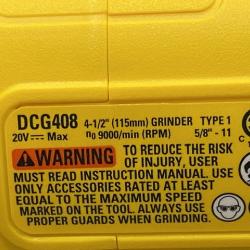 DCG408 4-1/2" (115mm) GRINDER TYPE 1
20V ⎓ Max n₀ 9000/min (RPM) 5/8" - 11
WARNING TO REDUCE THE RISK
OF INJURY, USER
MUST READ INSTRUCTION MANUAL. USE
ONLY ACCESSORIES RATED AT LEAST
EQUAL TO THE MAXIMUM SPEED
MARKED ON THE TOOL. ALWAYS USE
PROPER GUARDS WHEN GRINDING.